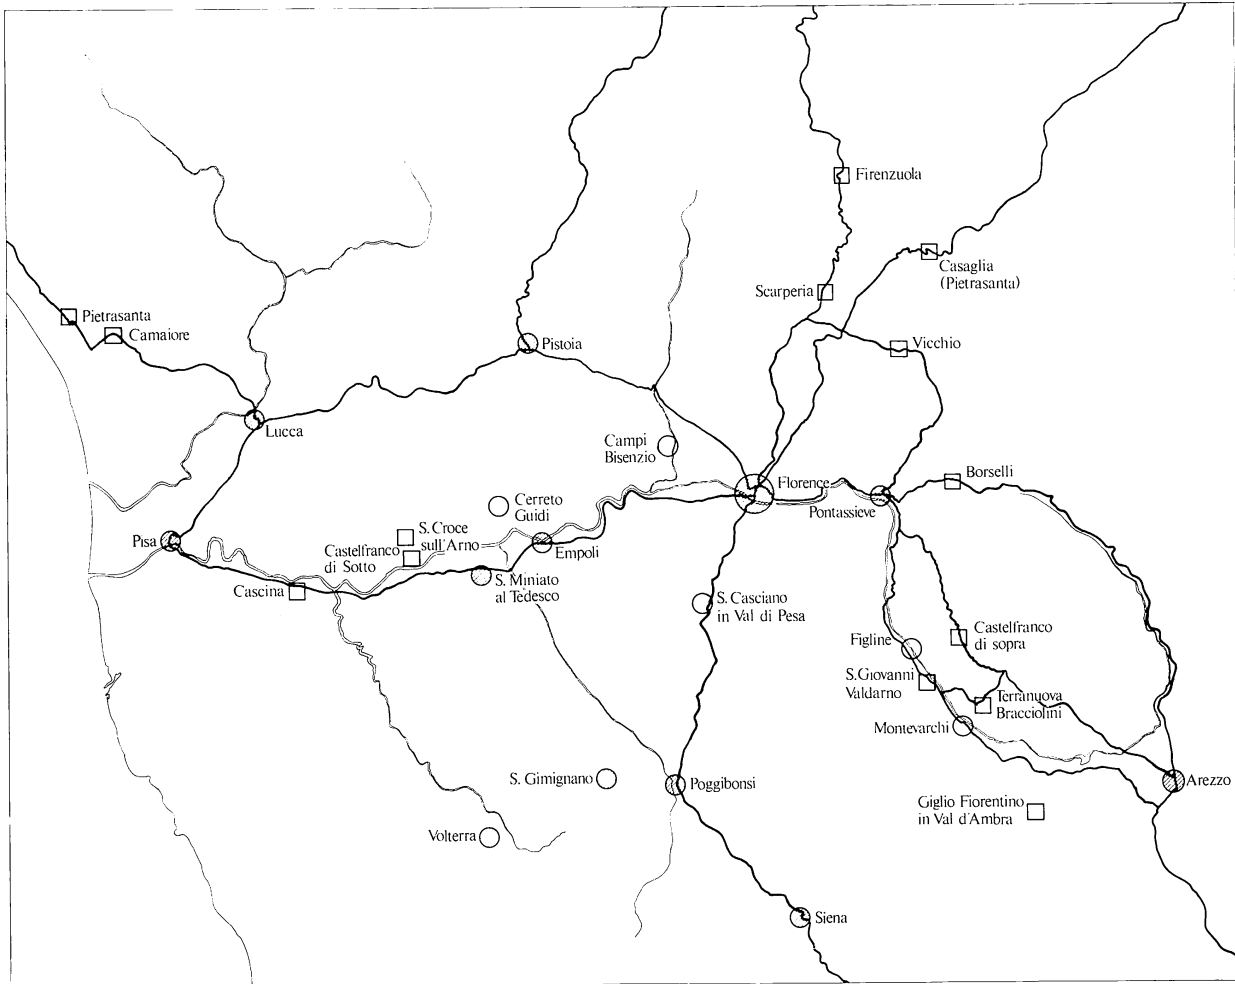 Firenzuola
Casaglia
(Pietrasanta)
Scarperia
Pietrasanta
Camaiore
Pistoia
Vicchio
Lucca
Campi
Bisenzio
Florence
Borselli
Pontassieve
Cerreto
Guidi
S. Croce
sull'Arno
Pisa
Castelfranco
di Sotto
Empoli
Cascina
S. Miniato
al Tedesco
S. Casciano
in Val di Pesa
Castelfranco
di sopra
Figline
S. Giovanni
Valdarno
Terranuova
Bracciolini
Montevarchi
S. Gimignano
Poggibonsi
Arezzo
Giglio Fiorentino
in Val d'Ambra
Volterra
Siena